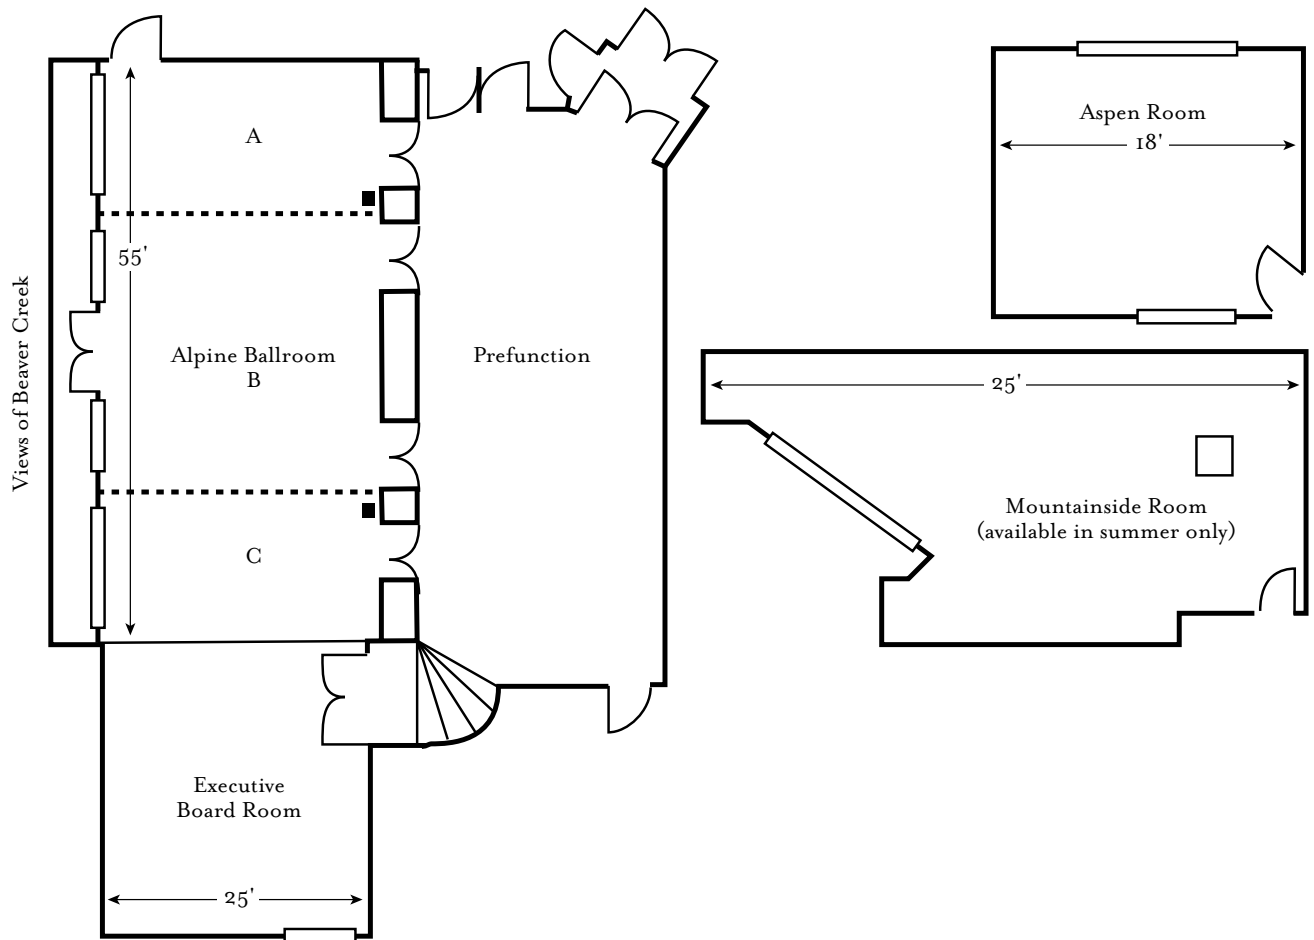 A
Aspen Room
18'
55'
Views of Beaver Creek
Alpine Ballroom
B
Prefunction
25'
Mountainside Room
(available in summer only)
C
Executive
Board Room
25'